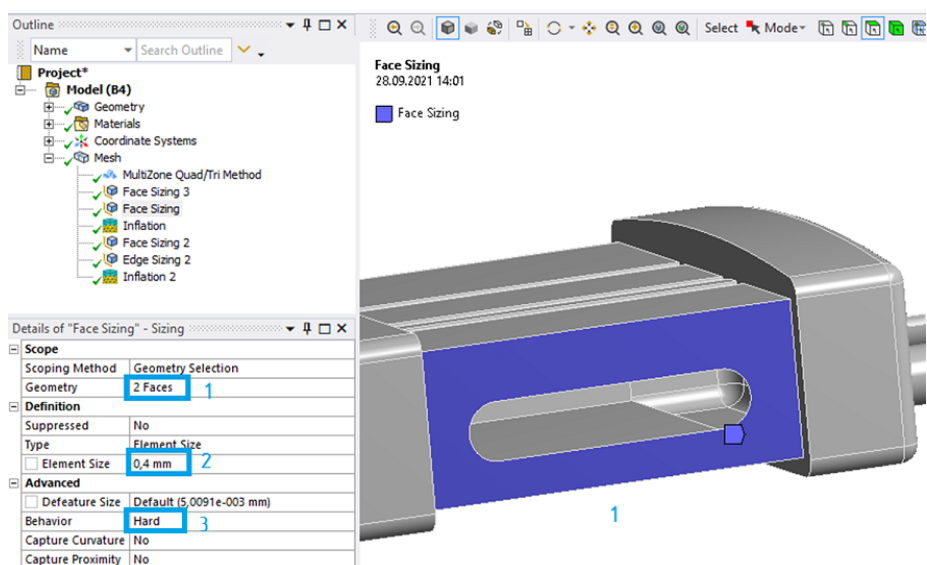 Outline
Name Search Outline
Project*
Model (B4)
Geometry
Materials
Coordinate Systems
Mesh
MultiZone Quad/Tri Method
Face Sizing 3
Face Sizing
Inflation
Face Sizing 2
Edge Sizing 2
Inflation 2
Details of "Face Sizing" - Sizing
Scope
Scoping Method Geometry Selection
Geometry 2 Faces 1
Definition
Suppressed No
Type Element Size
Element Size 0,4 mm 2
Advanced
Defeature Size Default (5,0091e-003 mm)
Behavior Hard 3
Capture Curvature No
Capture Proximity No
Select Mode
Face Sizing
28.09.2021 14:01
Face Sizing
1